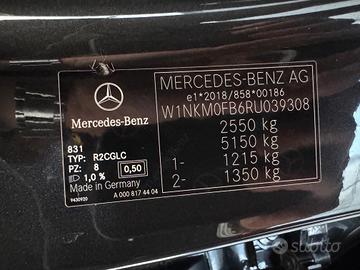 MERCEDES-BENZ AG
e1*2018/858*00186
W1NKM0FB6RU039308
2550 kg
5150 kg
1- 1215 kg
2- 1350 kg
Mercedes-Benz
831
TYP: R2CGLC
PZ: 8 0,50
1,0 %
Made in Germany
9430920 A 000 817 44 04
subito